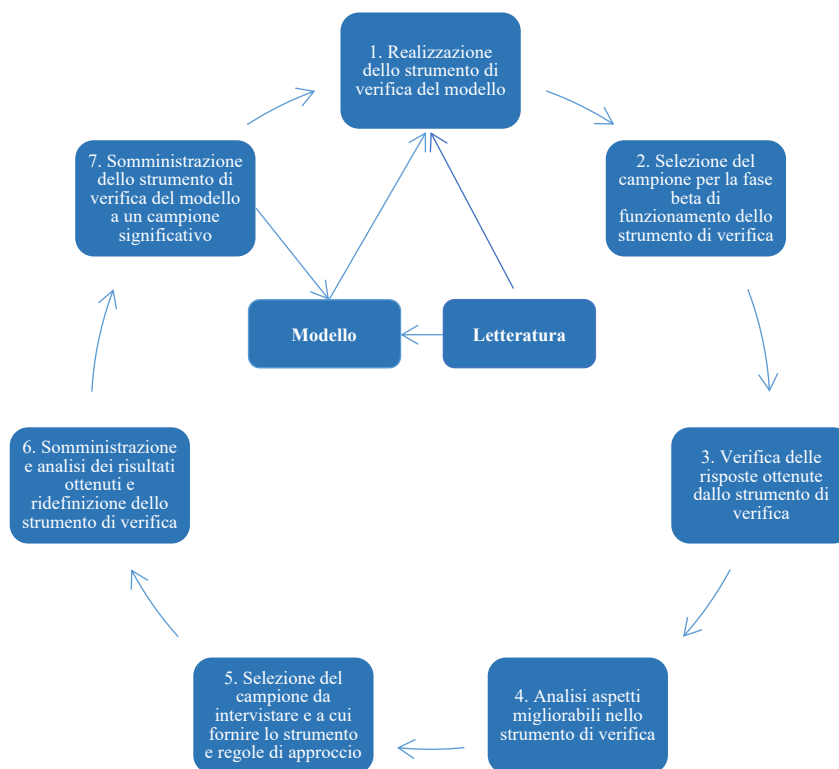 1. Realizzazione
dello strumento di
verifica del modello
2. Selezione del
campione per la fase
beta di
funzionamento dello
strumento di verifica
3. Verifica delle
risposte ottenute
dallo strumento di
verifica
4. Analisi aspetti
migliorabili nello
strumento di verifica
5. Selezione del
campione da
intervistare e a cui
fornire lo strumento
e regole di approccio
6. Somministrazione
e analisi dei risultati
ottenuti e
ridefinizione dello
strumento di verifica
7. Somministrazione
dello strumento di
verifica del modello
a un campione
significativo
Modello
Letteratura